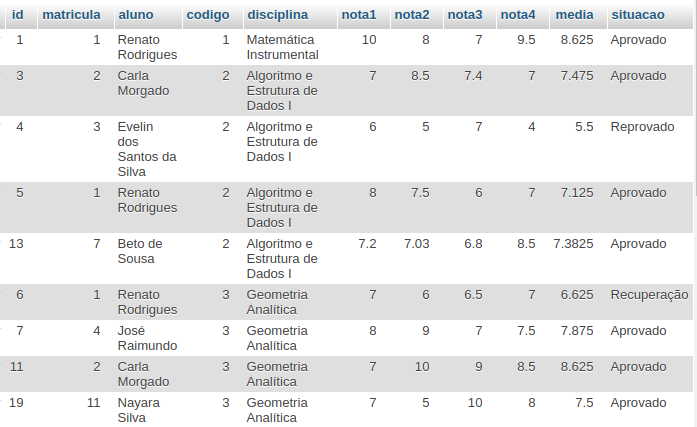 id matricula aluno codigo disciplina nota1 nota2 nota3 nota4 media situacao
1 1 Renato 1 Matemática 10 8 7 9.5 8.625 Aprovado
Rodrigues Instrumental
3 2 Carla 2 Algoritmo e 7 8.5 7.4 7 7.475 Aprovado
Morgado Estrutura de
Dados I
4 3 Evelin 2 Algoritmo e 6 5 7 4 5.5 Reprovado
dos Estrutura de
Santos da Dados I
Silva
5 1 Renato 2 Algoritmo e 8 7.5 6 7 7.125 Aprovado
Rodrigues Estrutura de
Dados I
13 7 Beto de 2 Algoritmo e 7.2 7.03 6.8 8.5 7.3825 Aprovado
Sousa Estrutura de
Dados I
6 1 Renato 3 Geometria 7 6 6.5 7 6.625 Recuperação
Rodrigues Analítica
7 4 José 3 Geometria 8 9 7 7.5 7.875 Aprovado
Raimundo Analítica
11 2 Carla 3 Geometria 7 10 9 8.5 8.625 Aprovado
Morgado Analítica
19 11 Nayara 3 Geometria 7 5 10 8 7.5 Aprovado
Silva Analítica